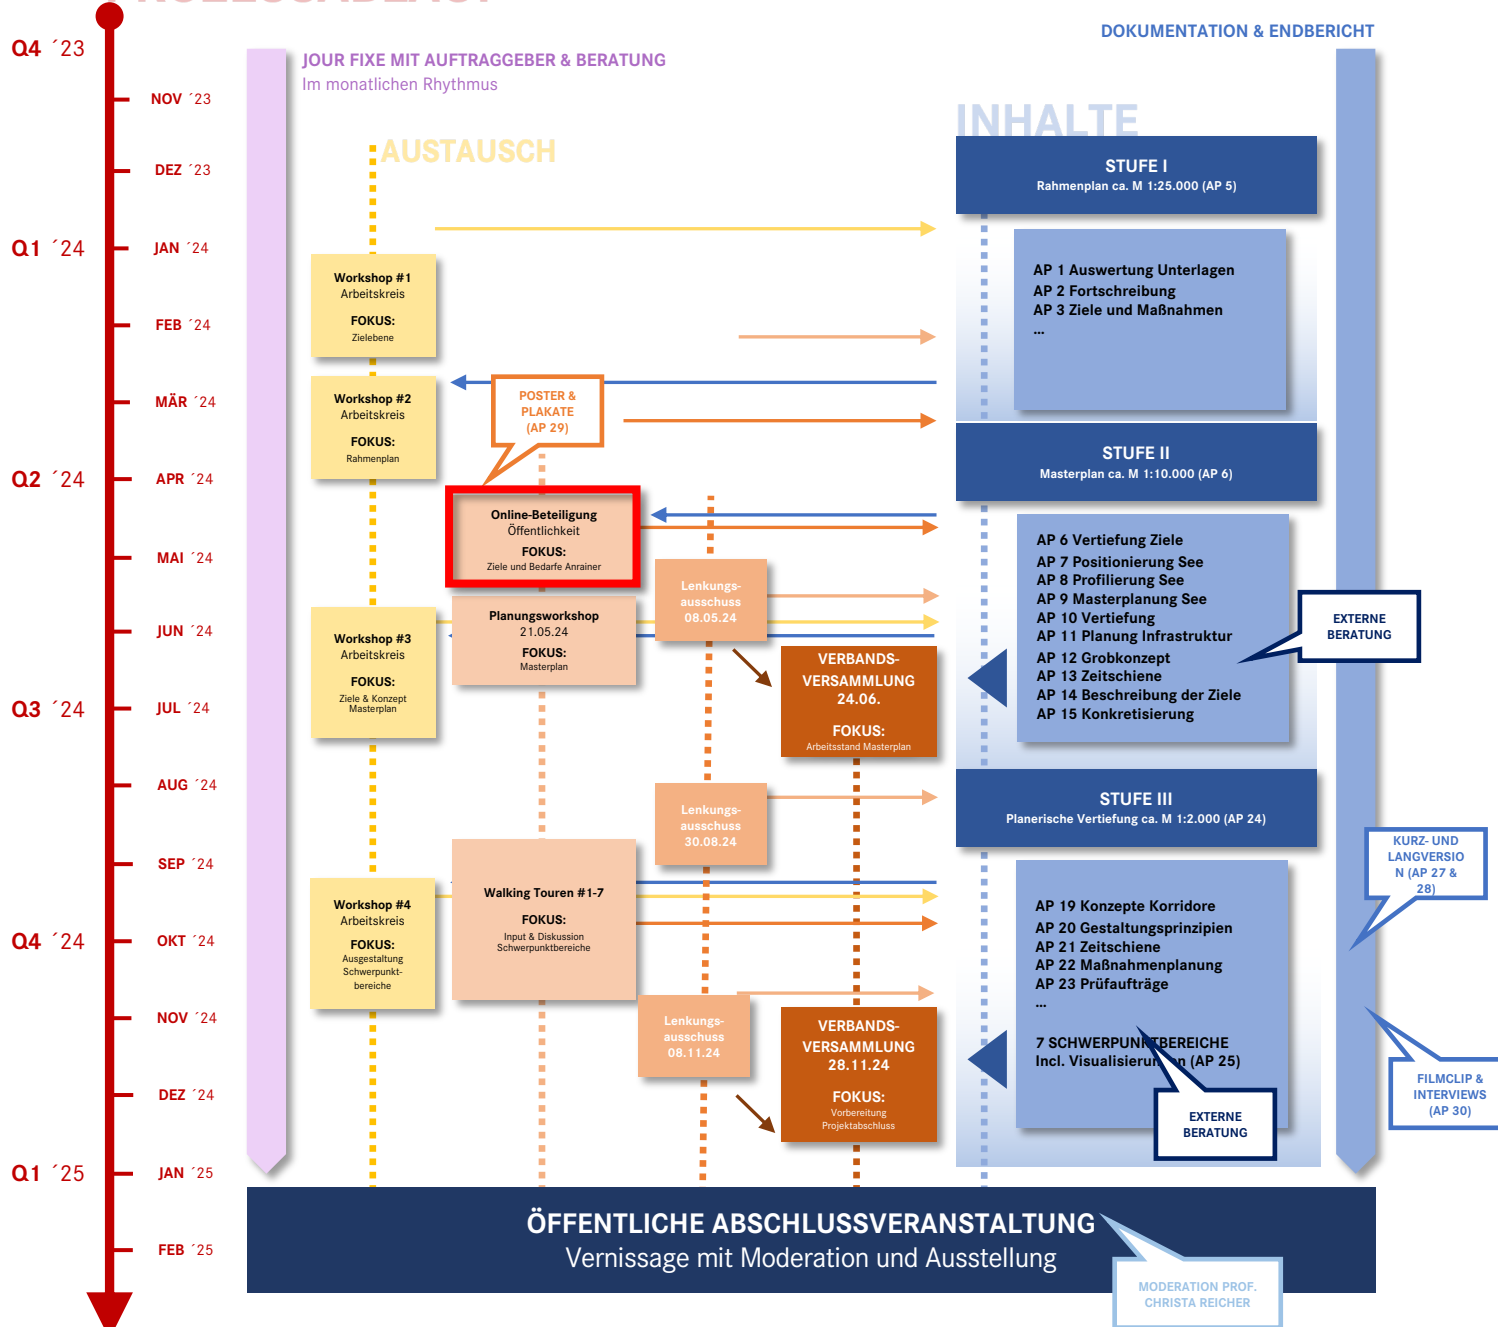 DOKUMENTATION & ENDBERICHT
Q4 ´23
JOUR FIXE MIT AUFTRAGGEBER & BERATUNG
Im monatlichen Rhythmus
NOV ´23
INHALTE
AUSTAUSCH
DEZ ´23
STUFE I
Rahmenplan ca. M 1:25.000 (AP 5)
Q1 ´24
JAN ´24
Workshop #1
Arbeitskreis
FOKUS:
Zielebene
AP 1 Auswertung Unterlagen
AP 2 Fortschreibung
AP 3 Ziele und Maßnahmen
...
FEB ´24
MÄR ´24
Workshop #2
Arbeitskreis
FOKUS:
Rahmenplan
POSTER &
PLAKATE
(AP 29)
STUFE II
Masterplan ca. M 1:10.000 (AP 6)
Q2 ´24
APR ´24
Online-Beteiligung
Öffentlichkeit
FOKUS:
Ziele und Bedarfe Anrainer
MAI ´24
AP 6 Vertiefung Ziele
AP 7 Positionierung See
AP 8 Profilierung See
AP 9 Masterplanung See
AP 10 Vertiefung
AP 11 Planung Infrastruktur
AP 12 Grobkonzept
AP 13 Zeitschiene
AP 14 Beschreibung der Ziele
AP 15 Konkretisierung
EXTERNE
BERATUNG
Lenkungs-
ausschuss
08.05.24
Planungsworkshop
21.05.24
FOKUS:
Masterplan
JUN ´24
Workshop #3
Arbeitskreis
FOKUS:
Ziele & Konzept
Masterplan
VERBANDS-
VERSAMMLUNG
24.06.
FOKUS:
Arbeitsstand Masterplan
Q3 ´24
JUL ´24
AUG ´24
Lenkungs-
ausschuss
30.08.24
STUFE III
Planerische Vertiefung ca. M 1:2.000 (AP 24)
SEP ´24
KURZ- UND
LANGVERSIO
N (AP 27 &
28)
Walking Touren #1-7
FOKUS:
Input & Diskussion
Schwerpunktbereiche
Workshop #4
Arbeitskreis
FOKUS:
Ausgestaltung
Schwerpunkt-
bereiche
AP 19 Konzepte Korridore
AP 20 Gestaltungsprinzipien
AP 21 Zeitschiene
AP 22 Maßnahmenplanung
AP 23 Prüfaufträge
...
7 SCHWERPUNKTBEREICHE
Incl. Visualisierungen (AP 25)
Q4 ´24
OKT ´24
NOV ´24
Lenkungs-
ausschuss
08.11.24
VERBANDS-
VERSAMMLUNG
28.11.24
FOKUS:
Vorbereitung
Projektabschluss
EXTERNE
BERATUNG
FILMCLIP &
INTERVIEWS
(AP 30)
DEZ ´24
Q1 ´25
JAN ´25
ÖFFENTLICHE ABSCHLUSSVERANSTALTUNG
Vernissage mit Moderation und Ausstellung
FEB ´25
MODERATION PROF.
CHRISTA REICHER